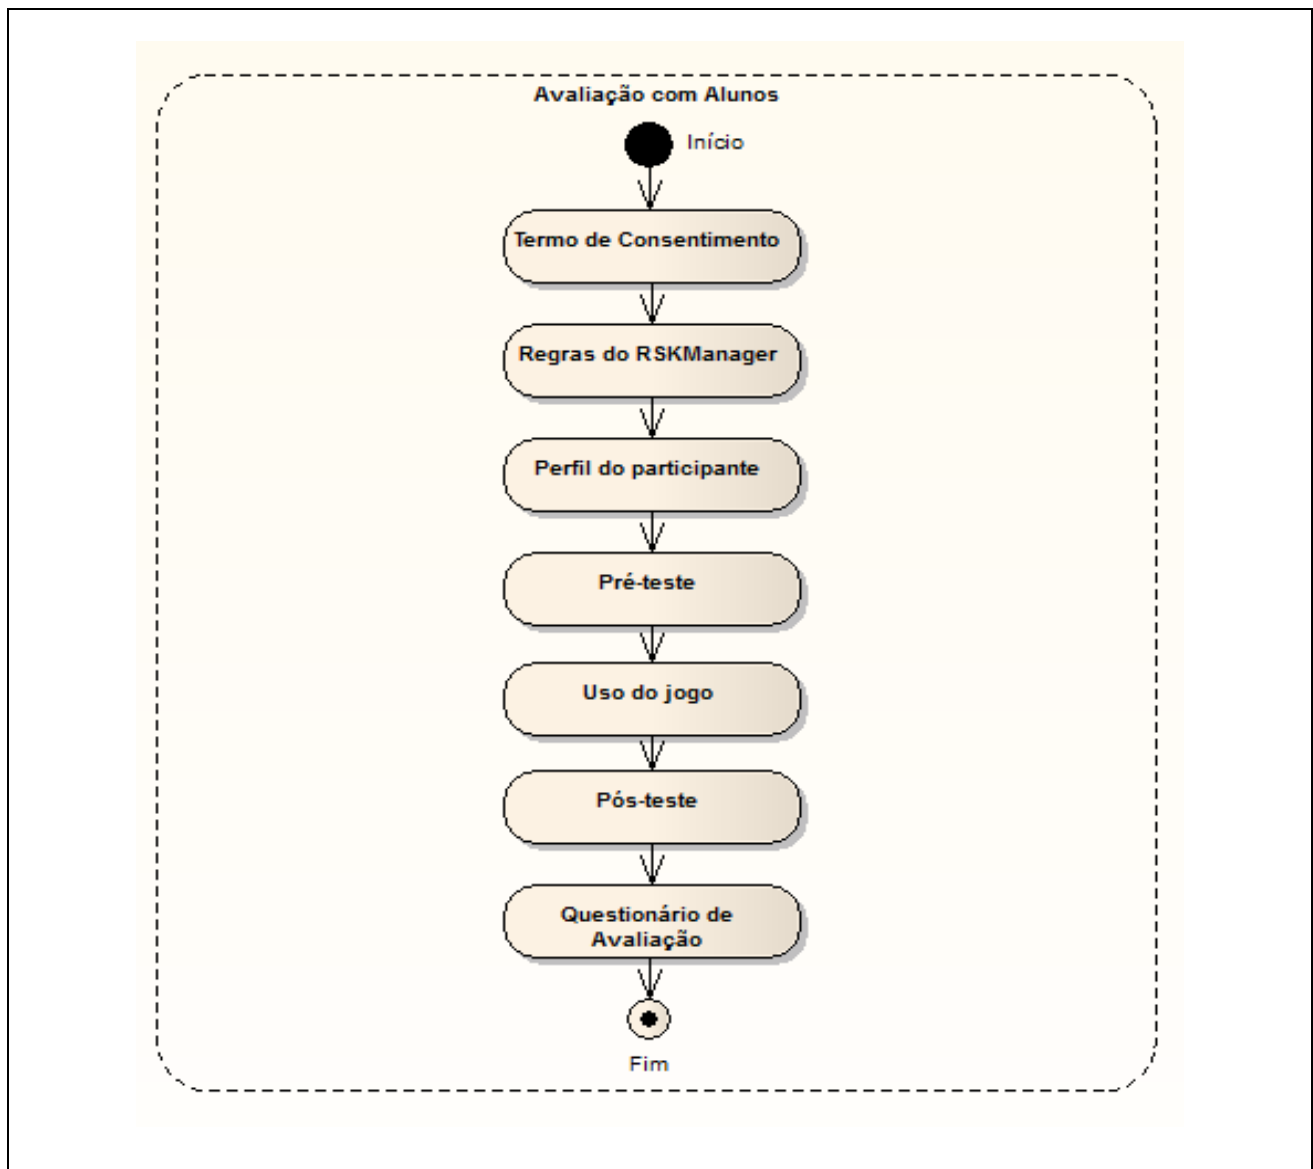 Avaliação com Alunos
Início
Termo de Consentimento
Regras do RSKManager
Perfil do participante
Pré-teste
Uso do jogo
Pós-teste
Questionário de
Avaliação
Fim